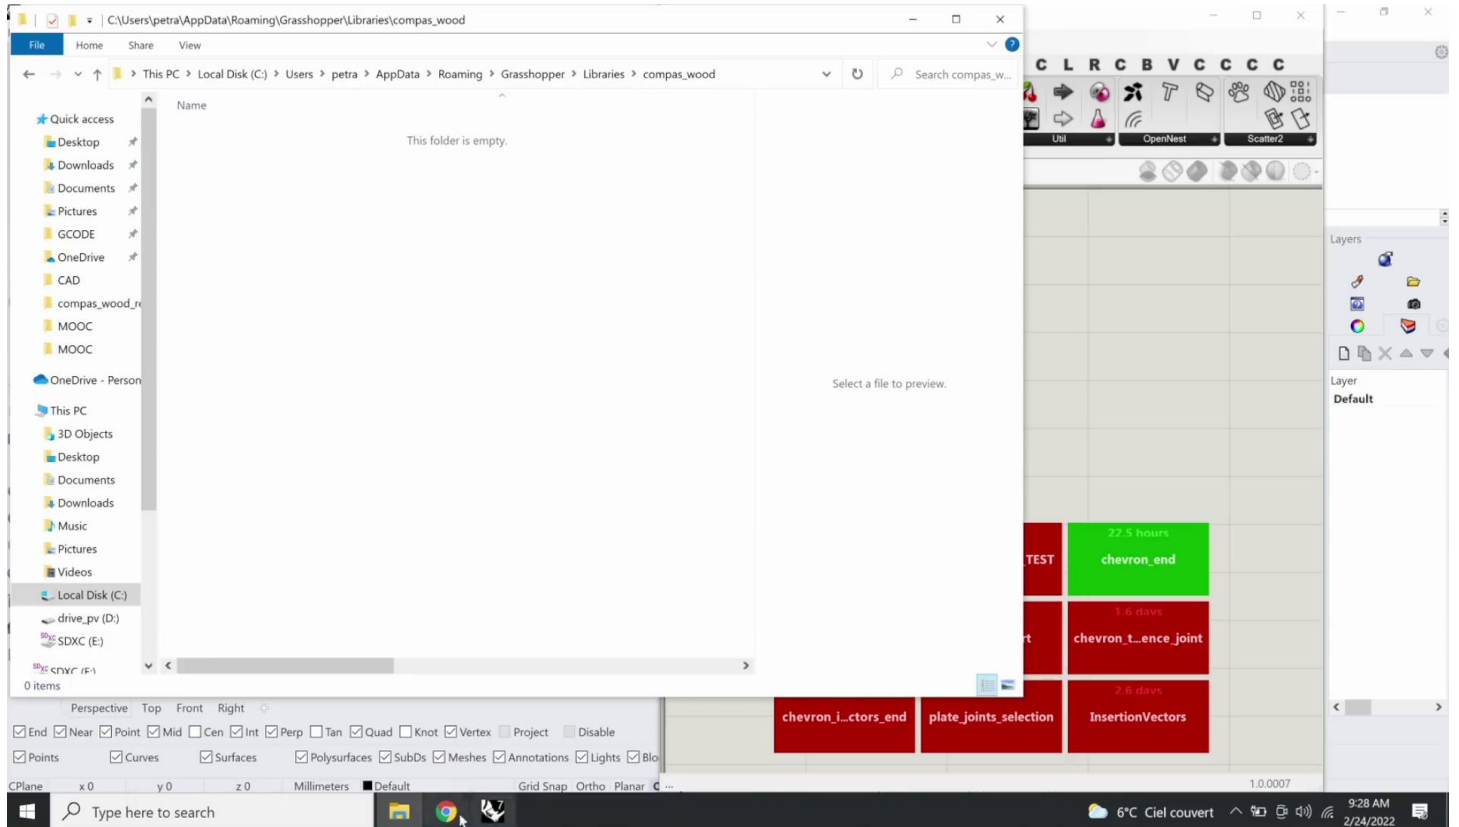 C:\Users\petra\AppData\Roaming\Grasshopper\Libraries\compas_wood
File Home Share View
This PC > Local Disk (C:) > Users > petra > AppData > Roaming > Grasshopper > Libraries > compas_wood
Search compas_w...
Name
This folder is empty.
Quick access
Desktop
Downloads
Documents
Pictures
GCODE
OneDrive
CAD
compas_wood_re
MOOC
MOOC
OneDrive - Person
This PC
3D Objects
Desktop
Documents
Downloads
Music
Pictures
Videos
Local Disk (C:)
drive_pv (D:)
SDXC (E:)
SDXC (E:)
0 items
Select a file to preview.
C L R C B V C C C C
Util OpenNest Scatter2
Layers
Layer
Default
_TEST
22.5 hours
chevron_end
rt
1.6 days
chevron_t...ence_joint
chevron_i...ctors_end
plate_joints_selection
2.6 days
InsertionVectors
1.0.0007
Perspective Top Front Right
End Near Point Mid Cen Int Perp Tan Quad Knot Vertex Project Disable
Points Curves Surfaces Polysurfaces SubDs Meshes Annotations Lights Blo
CPlane x 0 y 0 z 0 Millimeters Default Grid Snap Ortho Planar
Type here to search
6°C Ciel couvert
9:28 AM
2/24/2022